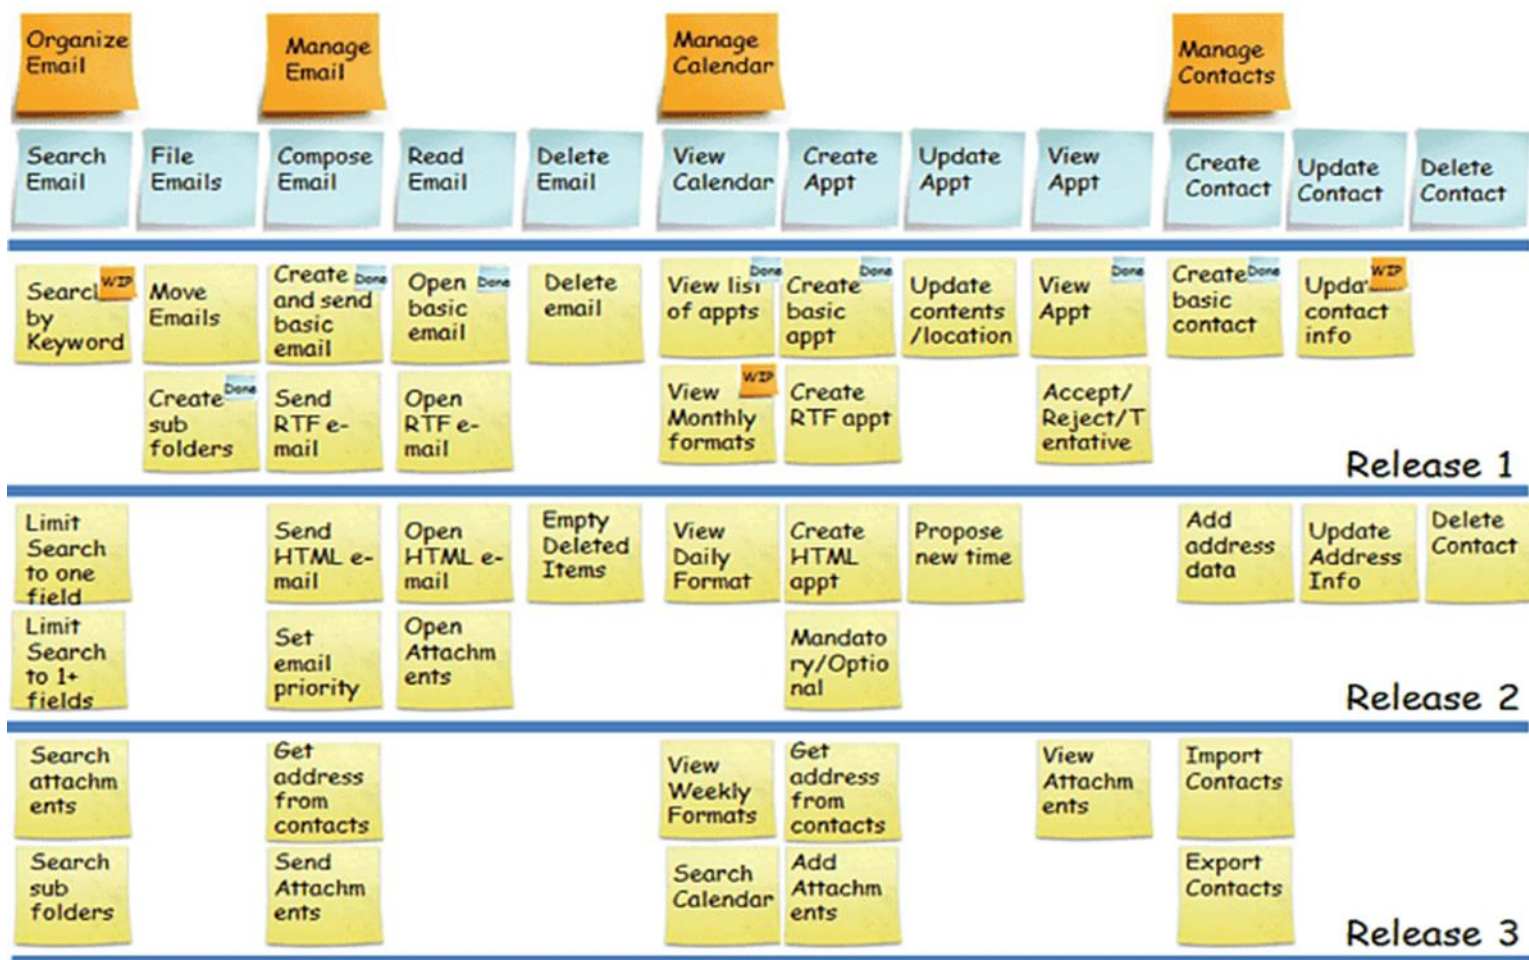 Organize
Email
Manage
Email
Manage
Calendar
Manage
Contacts
Search
Email
File
Emails
Compose
Email
Read
Email
Delete
Email
View
Calendar
Create
Appt
Update
Appt
View
Appt
Create
Contact
Update
Contact
Delete
Contact
WIP
by
Keyword
Move
Emails
Create
Done
and send
basic
email
Open
Done
basic
email
Delete
email
Done
View list
of appts
Done
Create
basic
appt
Update
contents
/location
Done
View
Appt
Create
Done
basic
contact
WIP
contact
info
Create
Done
sub
folders
Send
RTF e-
mail
Open
RTF e-
mail
WIP
View
Monthly
formats
Create
RTF appt
Accept/
Reject/T
entative
Release 1
Limit
Search
to one
field
Send
HTML e-
mail
Open
HTML e-
mail
Empty
Deleted
Items
View
Daily
Format
Create
HTML
appt
Propose
new time
Add
address
data
Update
Address
Info
Delete
Contact
Limit
Search
to 1+
fields
Set
email
priority
Open
Attachm
ents
Mandato
ry/Optio
nal
Release 2
Search
attachm
ents
Get
address
from
contacts
View
Weekly
Formats
Get
address
from
contacts
View
Attachm
ents
Import
Contacts
Search
sub
folders
Send
Attachm
ents
Search
Calendar
Add
Attachm
ents
Export
Contacts
Release 3